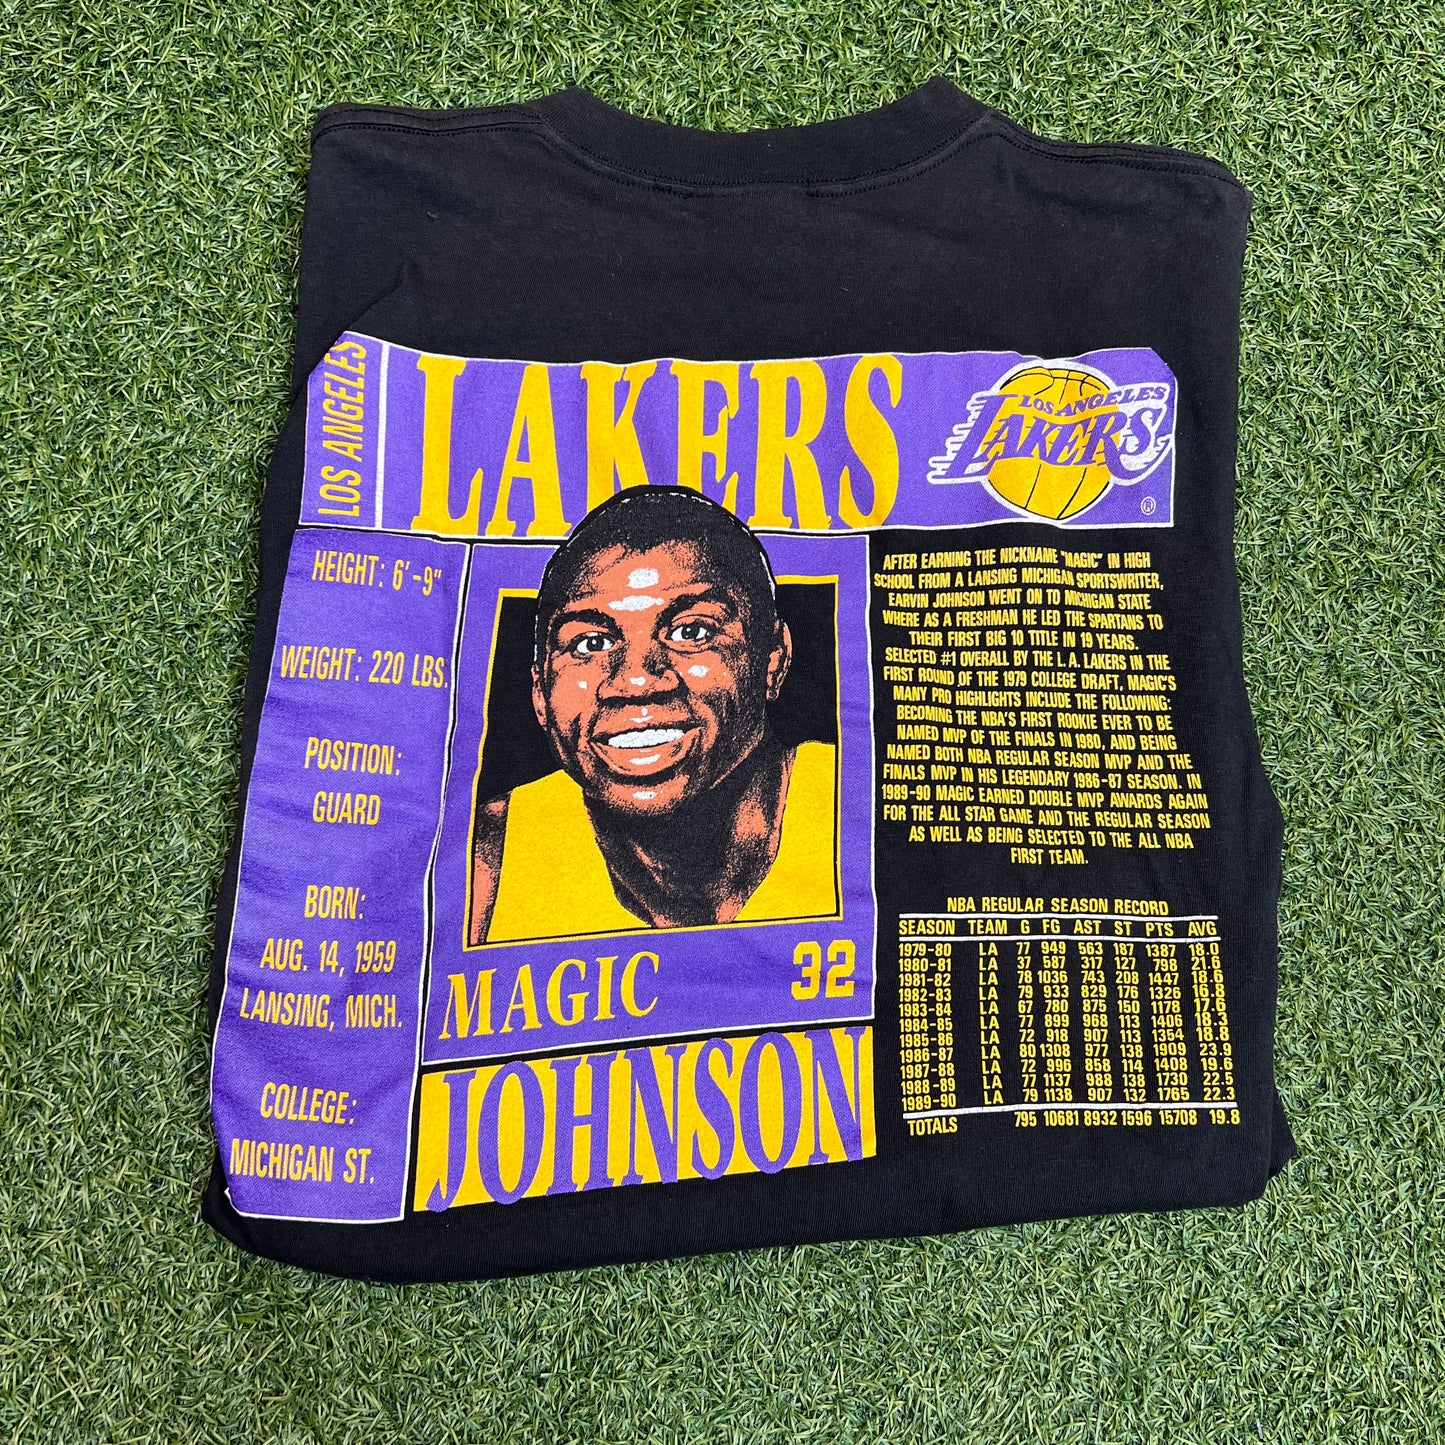 LOS ANGELES
LAKERS
LOS ANGELES
LAKERS
®
HEIGHT: 6'-9"
WEIGHT: 220 LBS.
POSITION:
GUARD
BORN:
AUG. 14, 1959
LANSING, MICH.
COLLEGE:
MICHIGAN ST.
MAGIC
32
JOHNSON
AFTER EARNING THE NICKNAME "MAGIC" IN HIGH
SCHOOL FROM A LANSING MICHIGAN SPORTSWRITER,
EARVIN JOHNSON WENT ON TO MICHIGAN STATE
WHERE AS A FRESHMAN HE LED THE SPARTANS TO
THEIR FIRST BIG 10 TITLE IN 19 YEARS.
SELECTED #1 OVERALL BY THE L.A. LAKERS IN THE
FIRST ROUND OF THE 1979 COLLEGE DRAFT, MAGIC'S
MANY PRO HIGHLIGHTS INCLUDE THE FOLLOWING:
BECOMING THE NBA'S FIRST ROOKIE EVER TO BE
NAMED MVP OF THE FINALS IN 1980, AND BEING
NAMED BOTH NBA REGULAR SEASON MVP AND THE
FINALS MVP IN HIS LEGENDARY 1986-87 SEASON. IN
1989-90 MAGIC EARNED DOUBLE MVP AWARDS AGAIN
FOR THE ALL STAR GAME AND THE REGULAR SEASON
AS WELL AS BEING SELECTED TO THE ALL NBA
FIRST TEAM.
NBA REGULAR SEASON RECORD
SEASON TEAM G FG AST ST PTS AVG
1979-80 LA 77 949 563 187 1387 18.0
1980-81 LA 37 587 317 127 798 21.6
1981-82 LA 78 1036 743 208 1447 18.6
1982-83 LA 79 933 829 176 1326 16.8
1983-84 LA 67 780 875 150 1178 17.6
1984-85 LA 77 899 968 113 1406 18.3
1985-86 LA 72 918 907 113 1354 18.8
1986-87 LA 80 1308 977 138 1909 23.9
1987-88 LA 72 996 858 114 1408 19.6
1988-89 LA 77 1137 988 138 1730 22.5
1989-90 LA 79 1138 907 132 1765 22.3
TOTALS 795 10681 8932 1596 15708 19.8